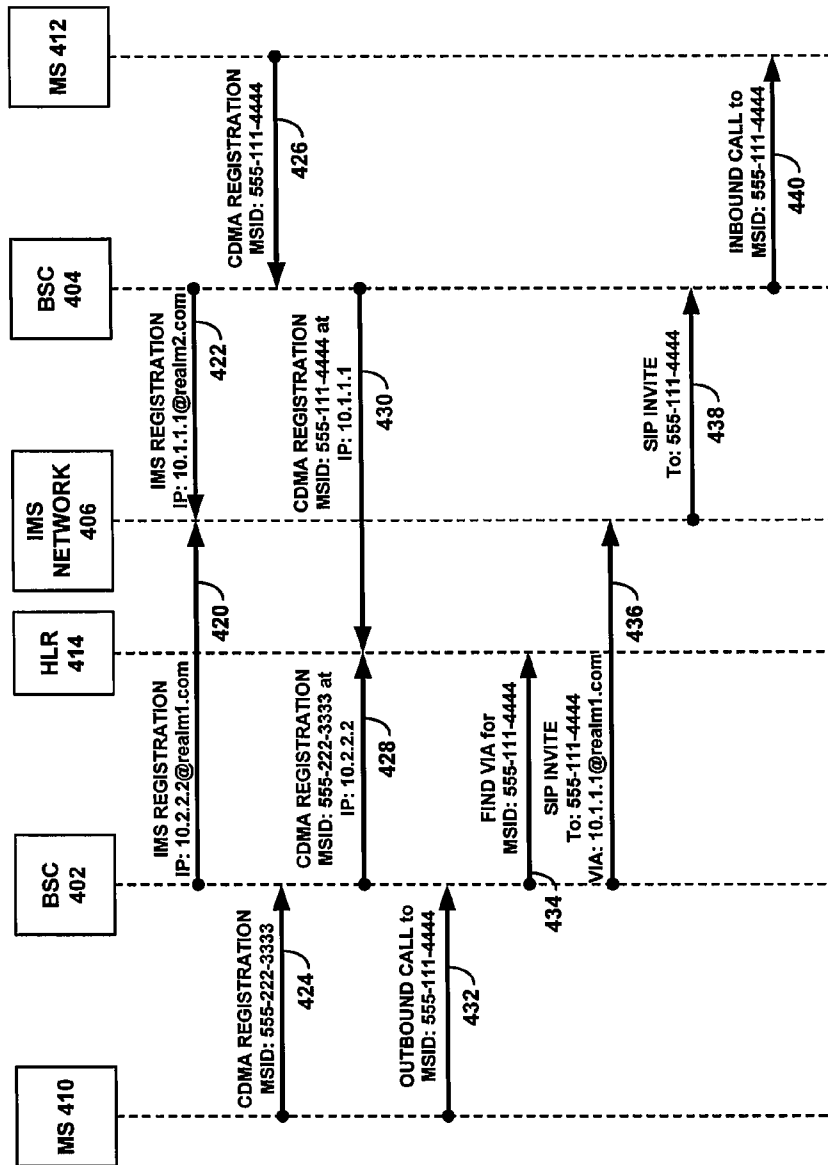 MS 410
BSC
402
HLR
414
IMS
NETWORK
406
BSC
404
MS 412
IMS REGISTRATION
IP: 10.2.2.2@realm1.com
420
IMS REGISTRATION
IP: 10.1.1.1@realm2.com
422
CDMA REGISTRATION
MSID: 555-222-3333
424
CDMA REGISTRATION
MSID: 555-111-4444
426
CDMA REGISTRATION
MSID: 555-222-3333 at
IP: 10.2.2.2
428
CDMA REGISTRATION
MSID: 555-111-4444 at
IP: 10.1.1.1
430
OUTBOUND CALL to
MSID: 555-111-4444
432
FIND VIA for
MSID: 555-111-4444
434
SIP INVITE
To: 555-111-4444
VIA: 10.1.1.1@realm1.com
436
SIP INVITE
To: 555-111-4444
438
INBOUND CALL to
MSID: 555-111-4444
440